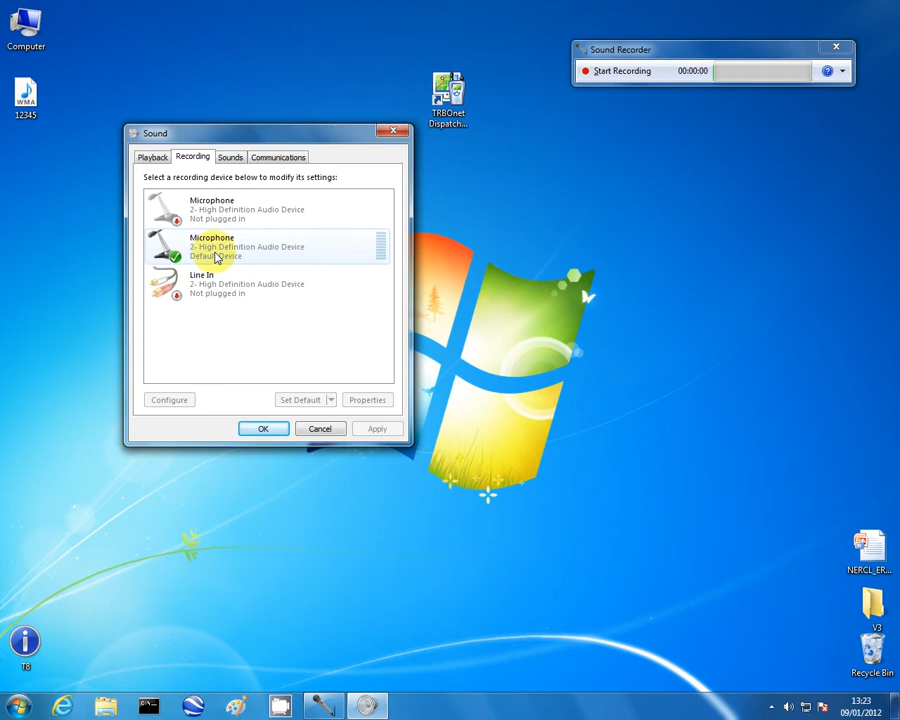 Computer
WMA
12345
TRBOnet
Dispatch...
Sound Recorder
Start Recording
00:00:00
Sound
Playback
Recording
Sounds
Communications
Select a recording device below to modify its settings:
Microphone
2- High Definition Audio Device
Not plugged in
Microphone
2- High Definition Audio Device
Default Device
Line In
2- High Definition Audio Device
Not plugged in
Configure
Set Default
Properties
OK
Cancel
Apply
NERCL_ER...
V3
T8
Recycle Bin
13:23
09/01/2012